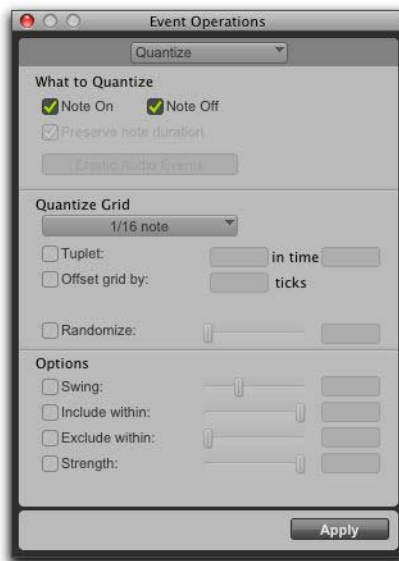 Event Operations
Quantize
What to Quantize
Note On Note Off
Preserve note duration
Elastic Audio Events
Quantize Grid
1/16 note
Tuplet: in time
Offset grid by: ticks
Randomize:
Options
Swing:
Include within:
Exclude within:
Strength:
Apply